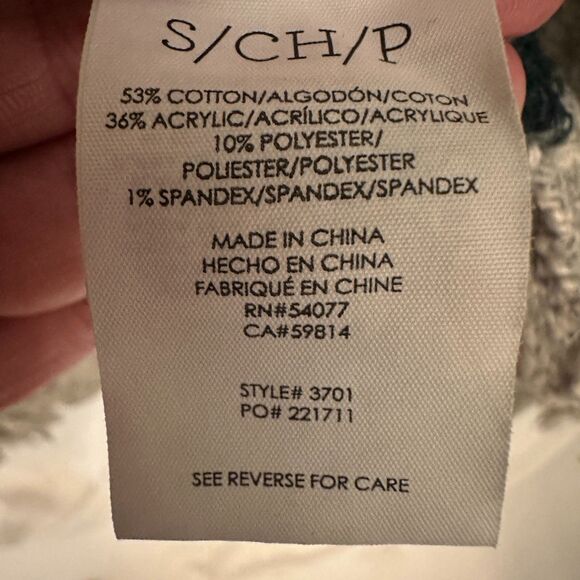 S/CH/P
53% COTTON/ALGODÓN/COTON
36% ACRYLIC/ACRÍLICO/ACRYLIQUE
10% POLYESTER/
POLIESTER/POLYESTER
1% SPANDEX/SPANDEX/SPANDEX
MADE IN CHINA
HECHO EN CHINA
FABRIQUÉ EN CHINE
RN#54077
CA#59814
STYLE# 3701
PO# 221711
SEE REVERSE FOR CARE